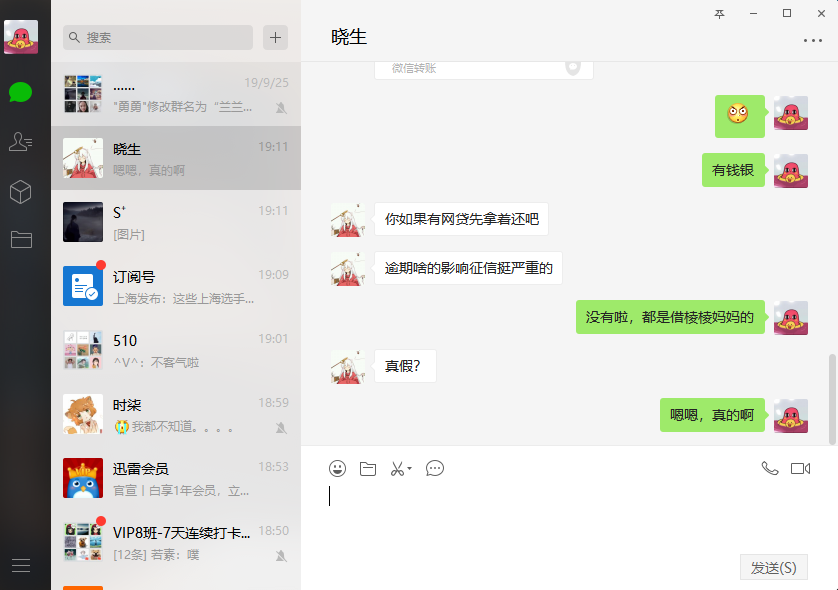 搜索
......
19/9/25
"勇勇"修改群名为“兰兰...
晓生
19:11
嗯嗯，真的啊
S⁺
19:11
[图片]
订阅号
19:09
上海发布：这些上海选手...
510
19:01
^V^：不客气啦
时柒
18:59
我都不知道。。。。
迅雷会员
18:53
官宣丨白享1年会员，立...
VIP8班-7天连续打卡...
18:50
[12条] 若素：噗
晓生
微信转账
有钱银
你如果有网贷先拿着还吧
逾期啥的影响征信挺严重的
没有啦，都是借棱棱妈妈的
真假?
嗯嗯，真的啊
发送(S)